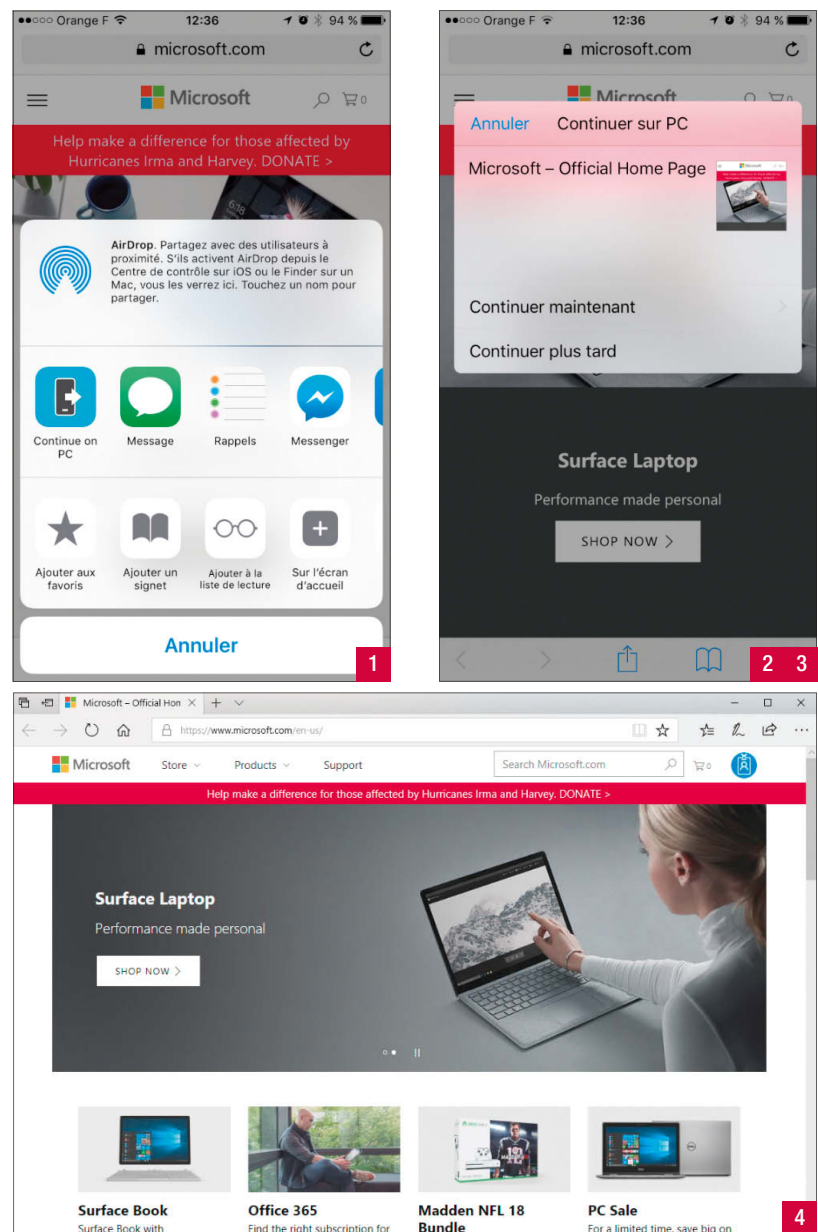 Orange F 12:36 94 %
microsoft.com
Microsoft 0
Help make a difference for those affected by
Hurricanes Irma and Harvey. DONATE >
6:18
AirDrop. Partagez avec des utilisateurs à
proximité. S'ils activent AirDrop depuis le
Centre de contrôle sur iOS ou le Finder sur un
Mac, vous les verrez ici. Touchez un nom pour
partager.
Continue on
PC
Message
Rappels
Messenger
Ajouter aux
favoris
Ajouter un
signet
Ajouter à la
liste de lecture
Sur l'écran
d'accueil
Annuler
1
Orange F 12:36 94 %
microsoft.com
Microsoft
Annuler Continuer sur PC
Microsoft – Official Home Page
Continuer maintenant
Continuer plus tard
Surface Laptop
Performance made personal
SHOP NOW >
2 3
Microsoft – Official Hon
https://www.microsoft.com/en-us/
Microsoft Store Products Support Search Microsoft.com 0
Help make a difference for those affected by Hurricanes Irma and Harvey. DONATE >
Surface Laptop
Performance made personal
SHOP NOW >
Surface Book
Surface Book with
Office 365
Find the right subscription for
Madden NFL 18
Bundle
PC Sale
For a limited time, save big on
4